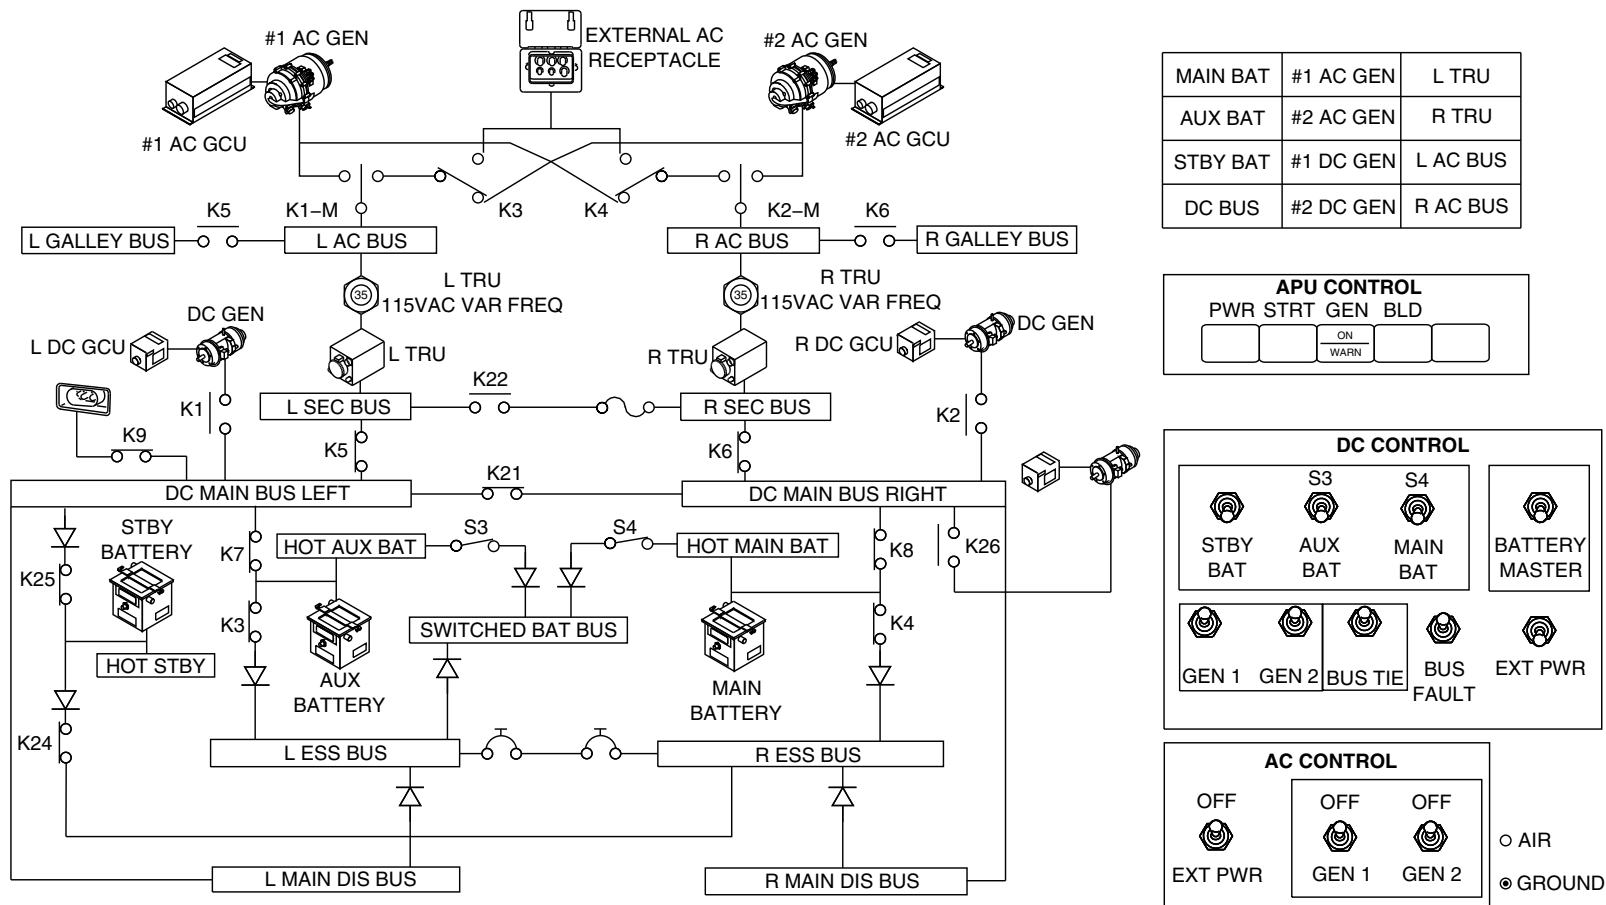 #1 AC GEN
#1 AC GCU
EXTERNAL AC
RECEPTACLE
#2 AC GEN
#2 AC GCU
K5
K1–M
K3
K4
K2–M
K6
L GALLEY BUS
L AC BUS
R AC BUS
R GALLEY BUS
L TRU
115VAC VAR FREQ
35
R TRU
115VAC VAR FREQ
35
DC GEN
L DC GCU
L TRU
R TRU
R DC GCU
DC GEN
K22
L SEC BUS
R SEC BUS
K1
K9
K5
K6
K2
DC MAIN BUS LEFT
K21
DC MAIN BUS RIGHT
STBY
BATTERY
K25
K7
HOT AUX BAT
S3
S4
HOT MAIN BAT
K8
K26
K3
SWITCHED BAT BUS
K4
HOT STBY
AUX
BATTERY
MAIN
BATTERY
K24
L ESS BUS
R ESS BUS
L MAIN DIS BUS
R MAIN DIS BUS
MAIN BAT #1 AC GEN L TRU
AUX BAT #2 AC GEN R TRU
STBY BAT #1 DC GEN L AC BUS
DC BUS #2 DC GEN R AC BUS
APU CONTROL
PWR STRT GEN BLD
ON
WARN
DC CONTROL
S3
S4
STBY
BAT
AUX
BAT
MAIN
BAT
BATTERY
MASTER
GEN 1
GEN 2
BUS TIE
BUS
FAULT
EXT PWR
AC CONTROL
OFF
OFF
OFF
EXT PWR
GEN 1
GEN 2
AIR
GROUND